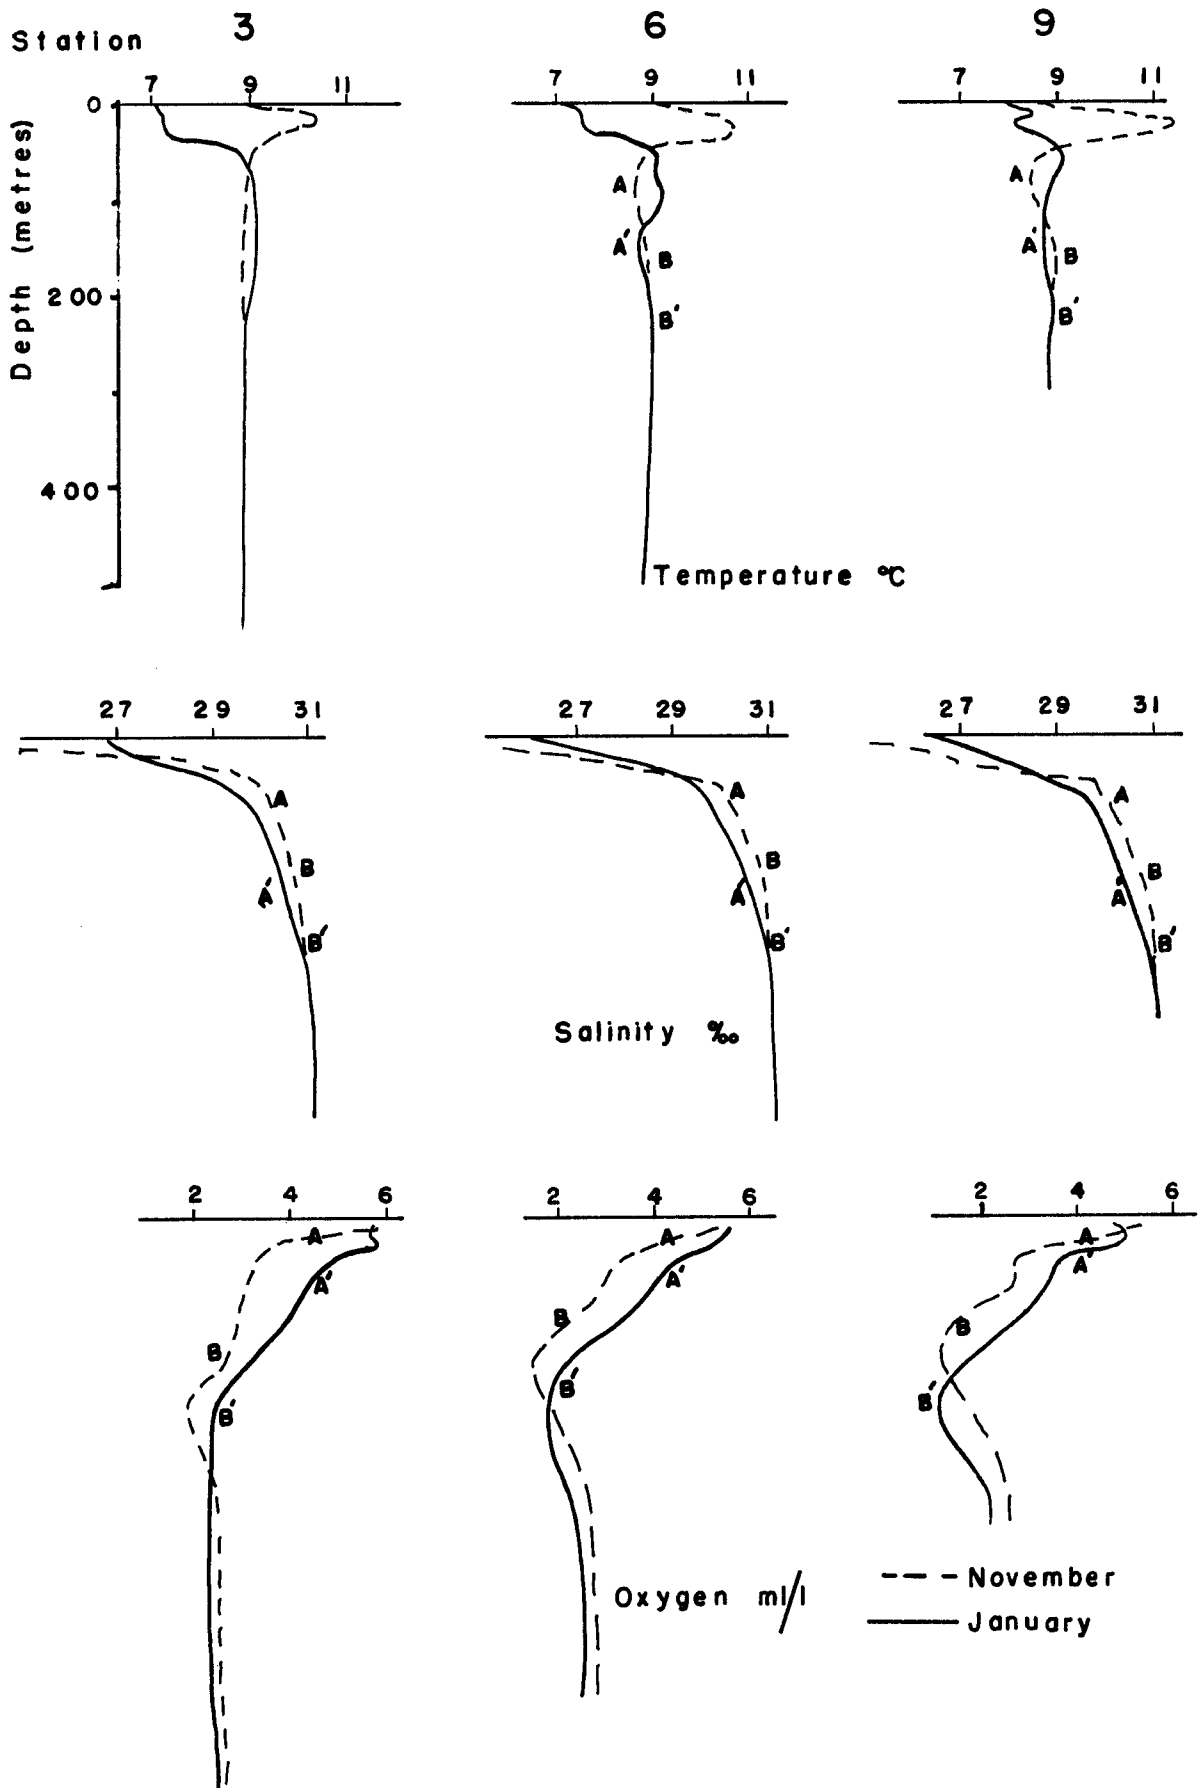 Station 3 6 9
7 9 11 7 9 11 7 9 11
0
Depth (metres)
200
400
A A
A' B A' B
B' B'
Temperature °C
27 29 31 27 29 31 27 29 31
A A A
B B B
A' A' A'
B' B' B'
Salinity ‰
2 4 6 2 4 6 2 4 6
A A A
A' A' A'
B B B
B' B' B'
Oxygen ml/l
November
January